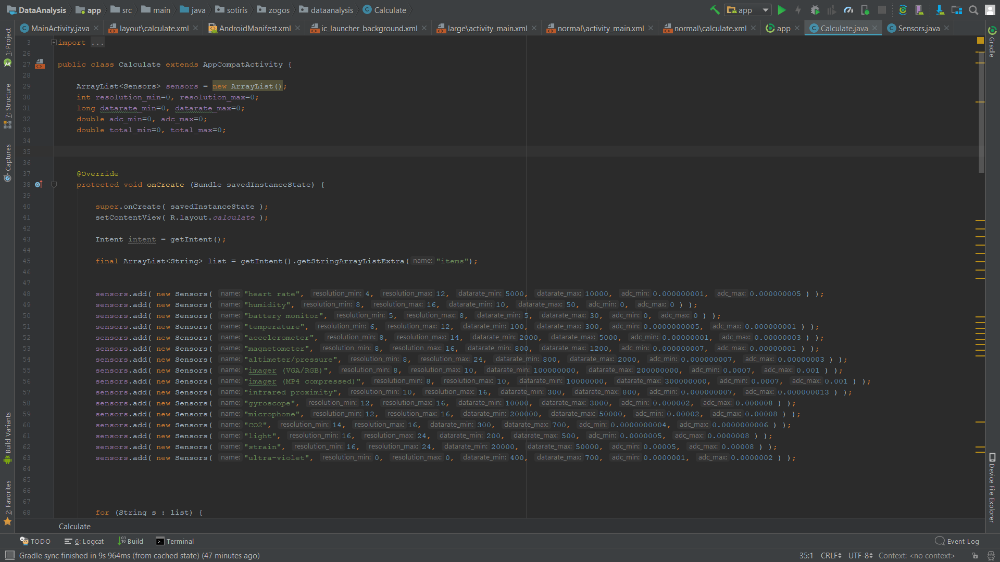 DataAnalysis app src main java sotiris zogos dataanalysis Calculate app
MainActivity.java layout\calculate.xml AndroidManifest.xml ic_launcher_background.xml large\activity_main.xml normal\activity_main.xml normal\calculate.xml app Calculate.java Sensors.java
1: Project
7: Structure
Captures
Build Variants
2: Favorites
3 import ...
26
27 public class Calculate extends AppCompatActivity {
28
29 ArrayList<Sensors> sensors = new ArrayList();
30 int resolution_min=0, resolution_max=0;
31 long datarate_min=0, datarate_max=0;
32 double adc_min=0, adc_max=0;
33 double total_min=0, total_max=0;
34
35
36
37 @Override
38 protected void onCreate (Bundle savedInstanceState) {
39
40 super.onCreate( savedInstanceState );
41 setContentView( R.layout.calculate );
42
43 Intent intent = getIntent();
44
45 final ArrayList<String> list = getIntent().getStringArrayListExtra( name: "items");
46
47
48 sensors.add( new Sensors( name: "heart rate", resolution_min: 4, resolution_max: 12, datarate_min: 5000, datarate_max: 10000, adc_min: 0.000000001, adc_max: 0.000000005 ) );
49 sensors.add( new Sensors( name: "humidity", resolution_min: 8, resolution_max: 16, datarate_min: 10, datarate_max: 50, adc_min: 0, adc_max: 0 ) );
50 sensors.add( new Sensors( name: "battery monitor", resolution_min: 5, resolution_max: 8, datarate_min: 5, datarate_max: 30, adc_min: 0, adc_max: 0 ) );
51 sensors.add( new Sensors( name: "temperature", resolution_min: 6, resolution_max: 12, datarate_min: 100, datarate_max: 300, adc_min: 0.0000000005, adc_max: 0.000000001 ) );
52 sensors.add( new Sensors( name: "accelerometer", resolution_min: 8, resolution_max: 14, datarate_min: 2000, datarate_max: 5000, adc_min: 0.00000001, adc_max: 0.00000003 ) );
53 sensors.add( new Sensors( name: "magnetometer", resolution_min: 8, resolution_max: 16, datarate_min: 800, datarate_max: 1200, adc_min: 0.000000007, adc_max: 0.00000001 ) );
54 sensors.add( new Sensors( name: "altimeter/pressure", resolution_min: 8, resolution_max: 24, datarate_min: 800, datarate_max: 2000, adc_min: 0.000000007, adc_max: 0.00000003 ) );
55 sensors.add( new Sensors( name: "imager (VGA/RGB)", resolution_min: 8, resolution_max: 10, datarate_min: 100000000, datarate_max: 200000000, adc_min: 0.0007, adc_max: 0.001 ) );
56 sensors.add( new Sensors( name: "imager (MP4 compressed)", resolution_min: 8, resolution_max: 10, datarate_min: 10000000, datarate_max: 300000000, adc_min: 0.0007, adc_max: 0.001 ) );
57 sensors.add( new Sensors( name: "infrared proximity", resolution_min: 10, resolution_max: 16, datarate_min: 300, datarate_max: 800, adc_min: 0.000000007, adc_max: 0.000000013 ) );
58 sensors.add( new Sensors( name: "gyroscope", resolution_min: 12, resolution_max: 16, datarate_min: 10000, datarate_max: 3000, adc_min: 0.000002, adc_max: 0.000008 ) );
59 sensors.add( new Sensors( name: "microphone", resolution_min: 12, resolution_max: 16, datarate_min: 200000, datarate_max: 50000, adc_min: 0.00002, adc_max: 0.00008 ) );
60 sensors.add( new Sensors( name: "CO2", resolution_min: 14, resolution_max: 16, datarate_min: 300, datarate_max: 700, adc_min: 0.0000000004, adc_max: 0.0000000006 ) );
61 sensors.add( new Sensors( name: "light", resolution_min: 16, resolution_max: 24, datarate_min: 200, datarate_max: 500, adc_min: 0.0000005, adc_max: 0.0000008 ) );
62 sensors.add( new Sensors( name: "strain", resolution_min: 16, resolution_max: 24, datarate_min: 20000, datarate_max: 50000, adc_min: 0.00005, adc_max: 0.00008 ) );
63 sensors.add( new Sensors( name: "ultra-violet", resolution_min: 0, resolution_max: 0, datarate_min: 400, datarate_max: 700, adc_min: 0.0000001, adc_max: 0.0000002 ) );
64
65
66
67
68 for (String s : list) {
Calculate
Gradle
Device File Explorer
TODO 6: Logcat Build Terminal Event Log
Gradle sync finished in 9s 964ms (from cached state) (47 minutes ago) 35:1 CRLF UTF-8 Context: <no context>